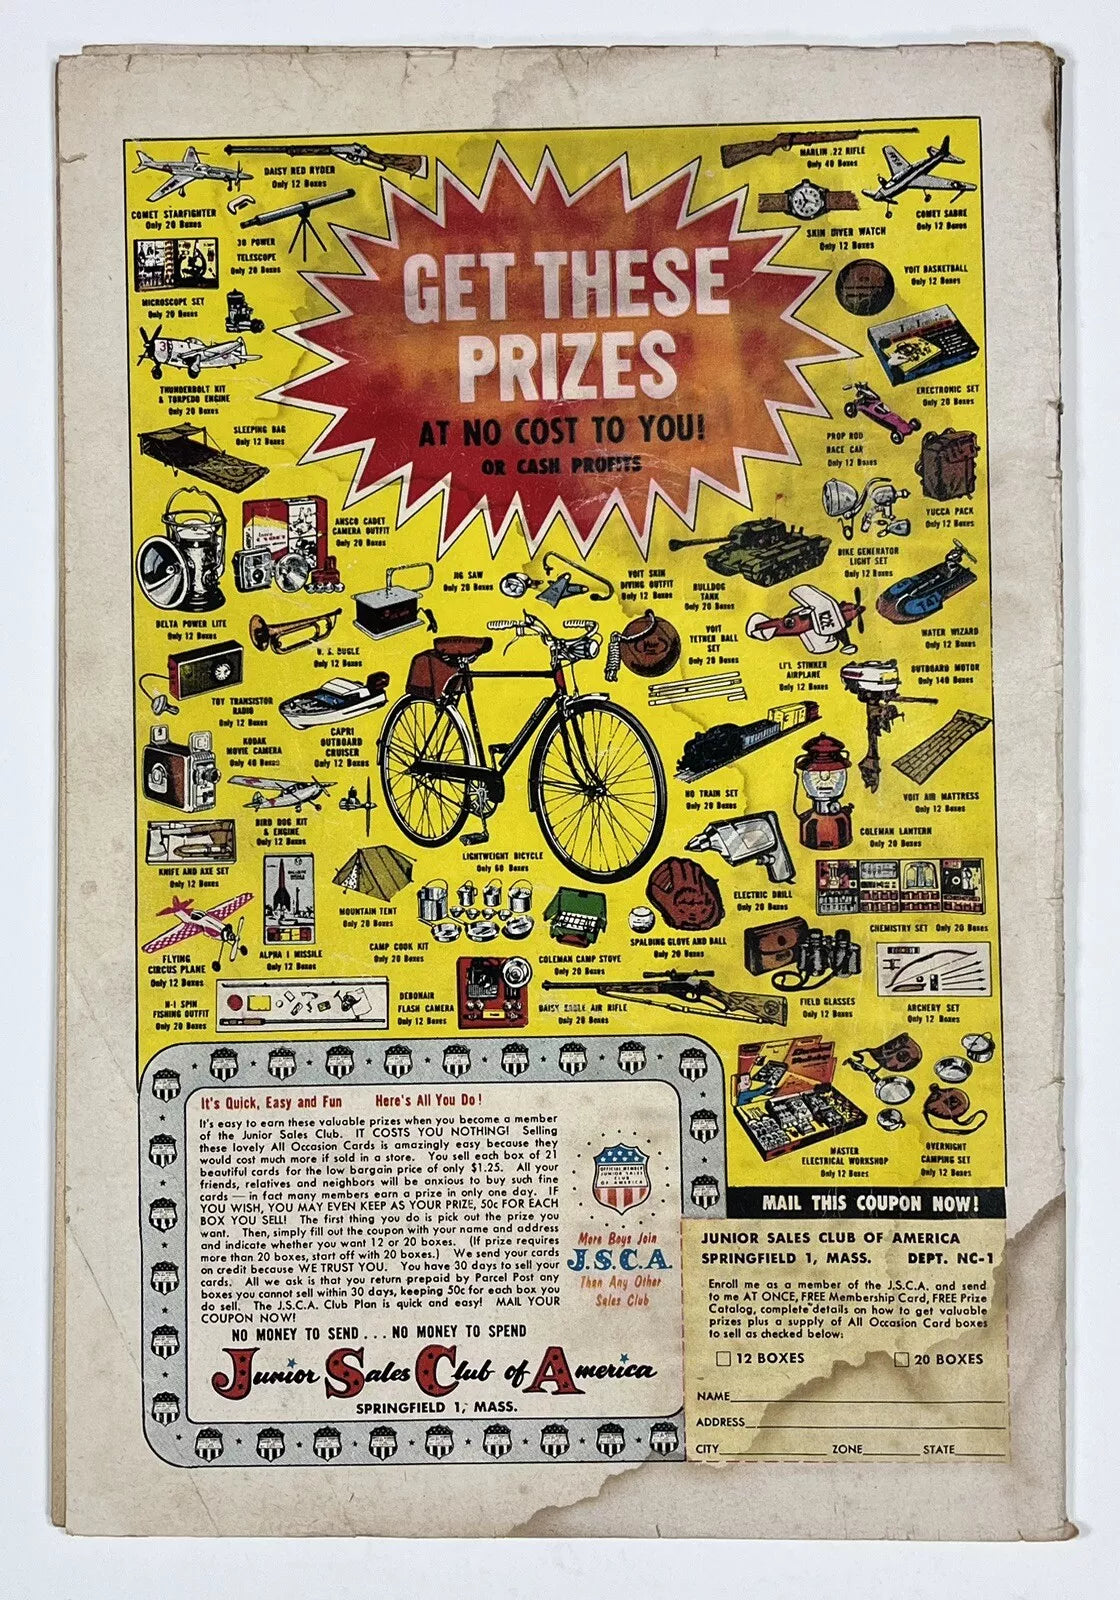 DAISY RED RYDER
Only 12 Boxes
MARLIN .22 RIFLE
Only 40 Boxes
COMET STARFIGHTER
Only 20 Boxes
30 POWER
TELESCOPE
Only 20 Boxes
SKIN DIVER WATCH
Only 12 Boxes
COMET SABRE
Only 12 Boxes
MICROSCOPE SET
Only 20 Boxes
VOIT BASKETBALL
Only 12 Boxes
GET THESE
PRIZES
AT NO COST TO YOU!
OR CASH PROFITS
THUNDERBOLT KIT
& TORPEDO ENGINE
Only 20 Boxes
ERECTRONIC SET
Only 20 Boxes
SLEEPING BAG
Only 12 Boxes
PROP ROD
RACE CAR
Only 12 Boxes
YUCCA PACK
Only 12 Boxes
ANSCO CADET
CAMERA OUTFIT
Only 20 Boxes
BIKE GENERATOR
LIGHT SET
Only 12 Boxes
JIG SAW
Only 20 Boxes
VOIT SKIN
DIVING OUTFIT
Only 12 Boxes
BULLDOG
TANK
Only 20 Boxes
DELTA POWER LITE
Only 12 Boxes
U. S. BUGLE
Only 12 Boxes
VOIT
TETHER BALL
SET
Only 20 Boxes
WATER WIZARD
Only 12 Boxes
LI'L STINKER
AIRPLANE
Only 12 Boxes
OUTBOARD MOTOR
Only 140 Boxes
TOY TRANSISTOR
RADIO
Only 12 Boxes
CAPRI
OUTBOARD
CRUISER
Only 12 Boxes
KODAK
MOVIE CAMERA
Only 40 Boxes
HO TRAIN SET
Only 20 Boxes
VOIT AIR MATTRESS
Only 12 Boxes
BIRD DOG KIT
& ENGINE
Only 12 Boxes
COLEMAN LANTERN
Only 20 Boxes
LIGHTWEIGHT BICYCLE
Only 60 Boxes
KNIFE AND AXE SET
Only 12 Boxes
ELECTRIC DRILL
Only 20 Boxes
MOUNTAIN TENT
Only 20 Boxes
CHEMISTRY SET Only 20 Boxes
FLYING
CIRCUS PLANE
Only 12 Boxes
ALPHA I MISSILE
Only 12 Boxes
CAMP COOK KIT
Only 12 Boxes
COLEMAN CAMP STOVE
Only 20 Boxes
SPALDING GLOVE AND BALL
Only 20 Boxes
H-I SPIN
FISHING OUTFIT
Only 20 Boxes
DEBONAIR
FLASH CAMERA
Only 12 Boxes
DAISY EAGLE AIR RIFLE
Only 20 Boxes
FIELD GLASSES
Only 12 Boxes
ARCHERY SET
Only 12 Boxes
MASTER
ELECTRICAL WORKSHOP
Only 12 Boxes
OVERNIGHT
CAMPING SET
Only 12 Boxes
It's Quick, Easy and Fun Here's All You Do!
It's easy to earn these valuable prizes when you become a member
of the Junior Sales Club. IT COSTS YOU NOTHING! Selling
these lovely All Occasion Cards is amazingly easy because they
would cost much more if sold in a store. You sell each box of 21
beautiful cards for the low bargain price of only $1.25. All your
friends, relatives and neighbors will be anxious to buy such fine
cards — in fact many members earn a prize in only one day. IF
YOU WISH, YOU MAY EVEN KEEP AS YOUR PRIZE, 50c FOR EACH
BOX YOU SELL! The first thing you do is pick out the prize you
want. Then, simply fill out the coupon with your name and address
and indicate whether you want 12 or 20 boxes. (If prize requires
more than 20 boxes, start off with 20 boxes.) We send your cards
on credit because WE TRUST YOU. You have 30 days to sell your
cards. All we ask is that you return prepaid by Parcel Post any
boxes you cannot sell within 30 days, keeping 50c for each box you
do sell. The J.S.C.A. Club Plan is quick and easy! MAIL YOUR
COUPON NOW!
NO MONEY TO SEND . . . NO MONEY TO SPEND
Junior Sales Club of America
SPRINGFIELD 1, MASS.
OFFICIAL MEMBER
JUNIOR SALES
CLUB
OF AMERICA
More Boys Join
J.S.C.A.
Than Any Other
Sales Club
MAIL THIS COUPON NOW!
JUNIOR SALES CLUB OF AMERICA
SPRINGFIELD 1, MASS. DEPT. NC-1
Enroll me as a member of the J.S.C.A. and send
to me AT ONCE, FREE Membership Card, FREE Prize
Catalog, complete details on how to get valuable
prizes plus a supply of All Occasion Card boxes
to sell as checked below:
12 BOXES 20 BOXES
NAME
ADDRESS
CITY ZONE STATE